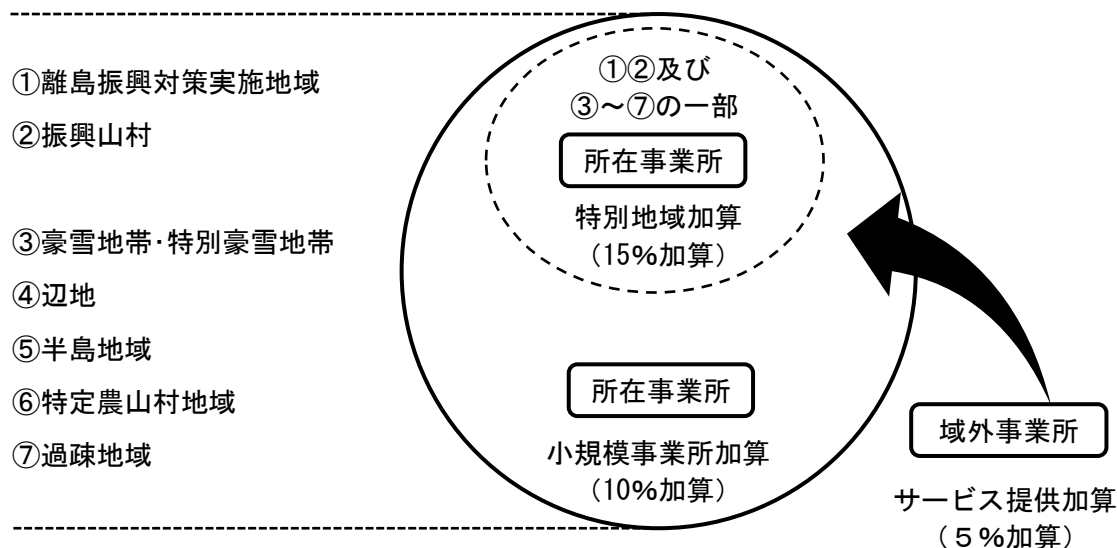 ①離島振興対策実施地域
②振興山村
③豪雪地帯・特別豪雪地帯
④辺地
⑤半島地域
⑥特定農山村地域
⑦過疎地域
①②及び
③～⑦の一部
所在事業所
特別地域加算
（15％加算）
所在事業所
小規模事業所加算
（10％加算）
域外事業所
サービス提供加算
（５％加算）